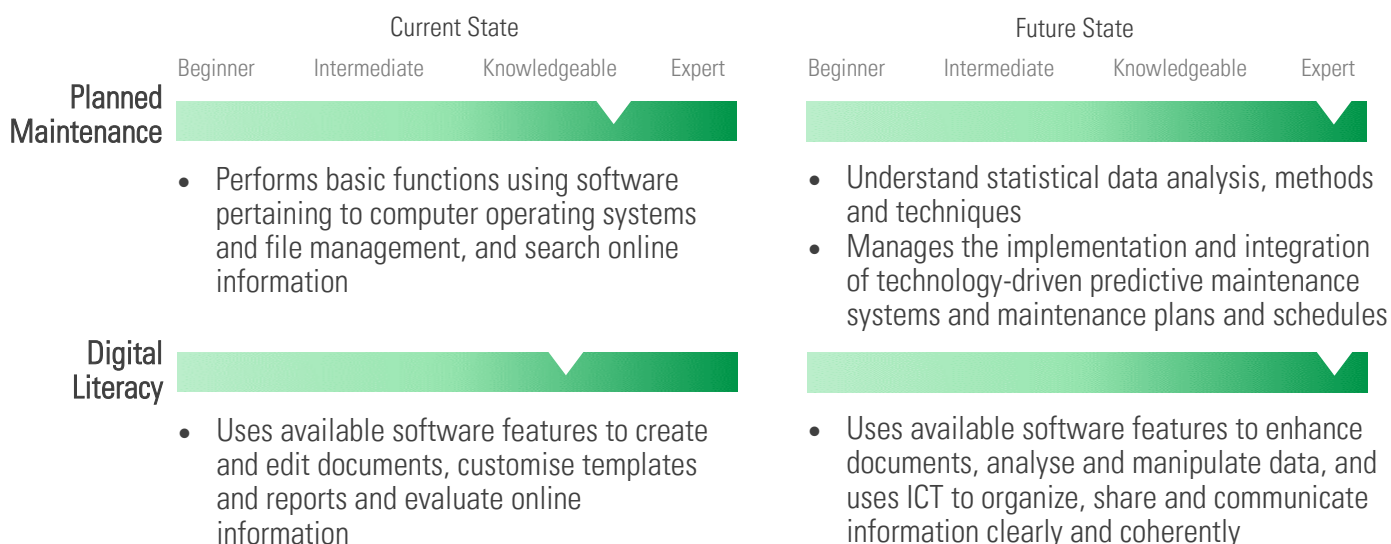 Current State
Future State
Beginner Intermediate Knowledgeable Expert
Beginner Intermediate Knowledgeable Expert
Planned
Maintenance
• Performs basic functions using software
pertaining to computer operating systems
and file management, and search online
information
• Understand statistical data analysis, methods
and techniques
• Manages the implementation and integration
of technology-driven predictive maintenance
systems and maintenance plans and schedules
Digital
Literacy
• Uses available software features to create
and edit documents, customise templates
and reports and evaluate online
information
• Uses available software features to enhance
documents, analyse and manipulate data, and
uses ICT to organize, share and communicate
information clearly and coherently